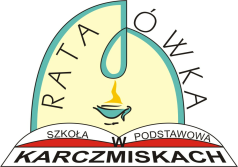 RATAJÓWKA
SZKOŁA PODSTAWOWA
W
KARCZMISKACH